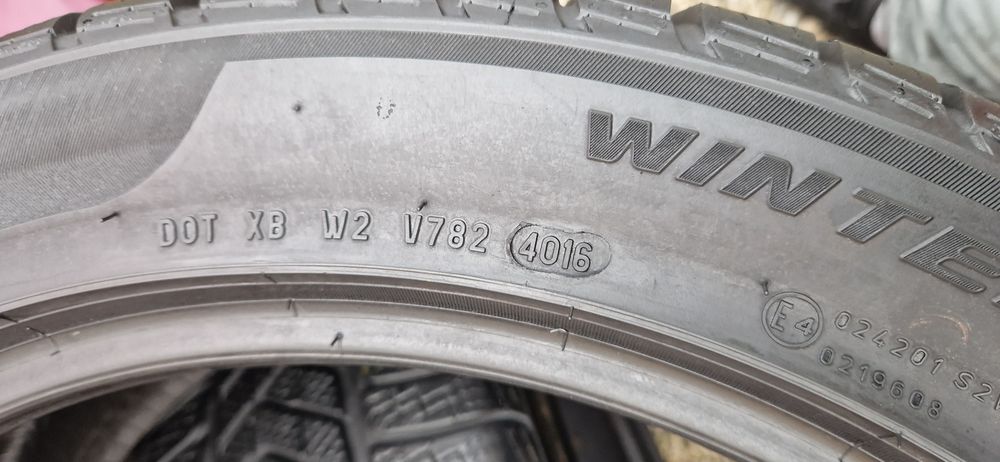 DOT XB W2 V782 4016
WINTE
E4 024201 S2
0219608